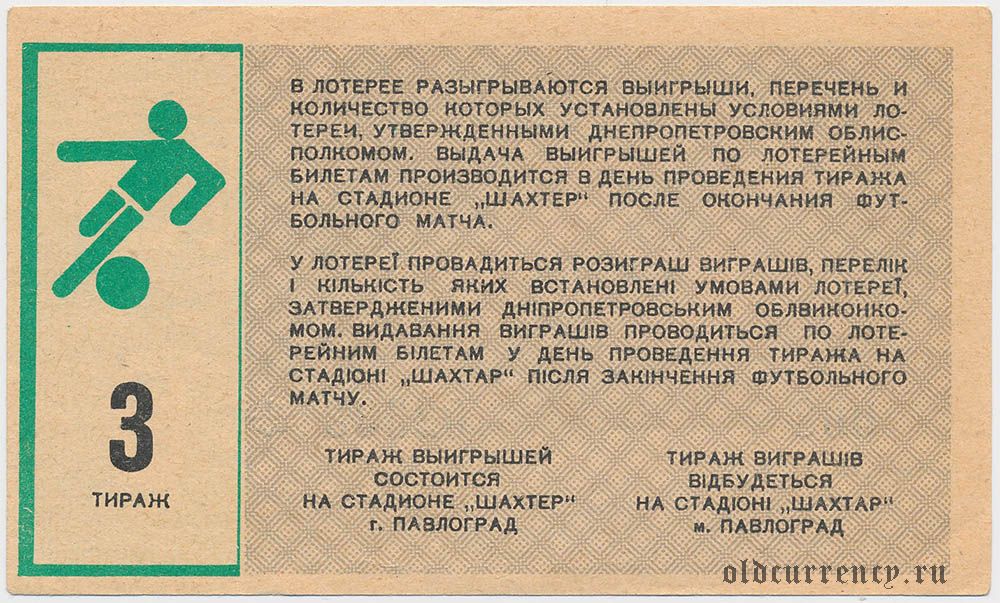 В ЛОТЕРЕЕ РАЗЫГРЫВАЮТСЯ ВЫИГРЫШИ, ПЕРЕЧЕНЬ И
КОЛИЧЕСТВО КОТОРЫХ УСТАНОВЛЕНЫ УСЛОВИЯМИ ЛО-
ТЕРЕИ, УТВЕРЖДЕННЫМИ ДНЕПРОПЕТРОВСКИМ ОБЛИС-
ПОЛКОМОМ. ВЫДАЧА ВЫИГРЫШЕЙ ПО ЛОТЕРЕЙНЫМ
БИЛЕТАМ ПРОИЗВОДИТСЯ В ДЕНЬ ПРОВЕДЕНИЯ ТИРАЖА
НА СТАДИОНЕ „ШАХТЕР“ ПОСЛЕ ОКОНЧАНИЯ ФУТ-
БОЛЬНОГО МАТЧА.
У ЛОТЕРЕЇ ПРОВАДИТЬСЯ РОЗИГРАШ ВИГРАШІВ, ПЕРЕЛІК
І КІЛЬКІСТЬ ЯКИХ ВСТАНОВЛЕНІ УМОВАМИ ЛОТЕРЕЇ,
ЗАТВЕРДЖЕНИМИ ДНІПРОПЕТРОВСЬКИМ ОБЛВИКОНКО-
МОМ. ВИДАВАННЯ ВИГРАШІВ ПРОВОДИТЬСЯ ПО ЛОТЕ-
РЕЙНИМ БІЛЕТАМ У ДЕНЬ ПРОВЕДЕННЯ ТИРАЖА НА
СТАДІОНІ „ШАХТАР“ ПІСЛЯ ЗАКІНЧЕННЯ ФУТБОЛЬНОГО
МАТЧУ.
3
ТИРАЖ
ТИРАЖ ВЫИГРЫШЕЙ
СОСТОИТСЯ
НА СТАДИОНЕ „ШАХТЕР“
г. ПАВЛОГРАД
ТИРАЖ ВИГРАШІВ
ВІДБУДЕТЬСЯ
НА СТАДІОНІ „ШАХТАР“
м. ПАВЛОГРАД
oldcurrency.ru